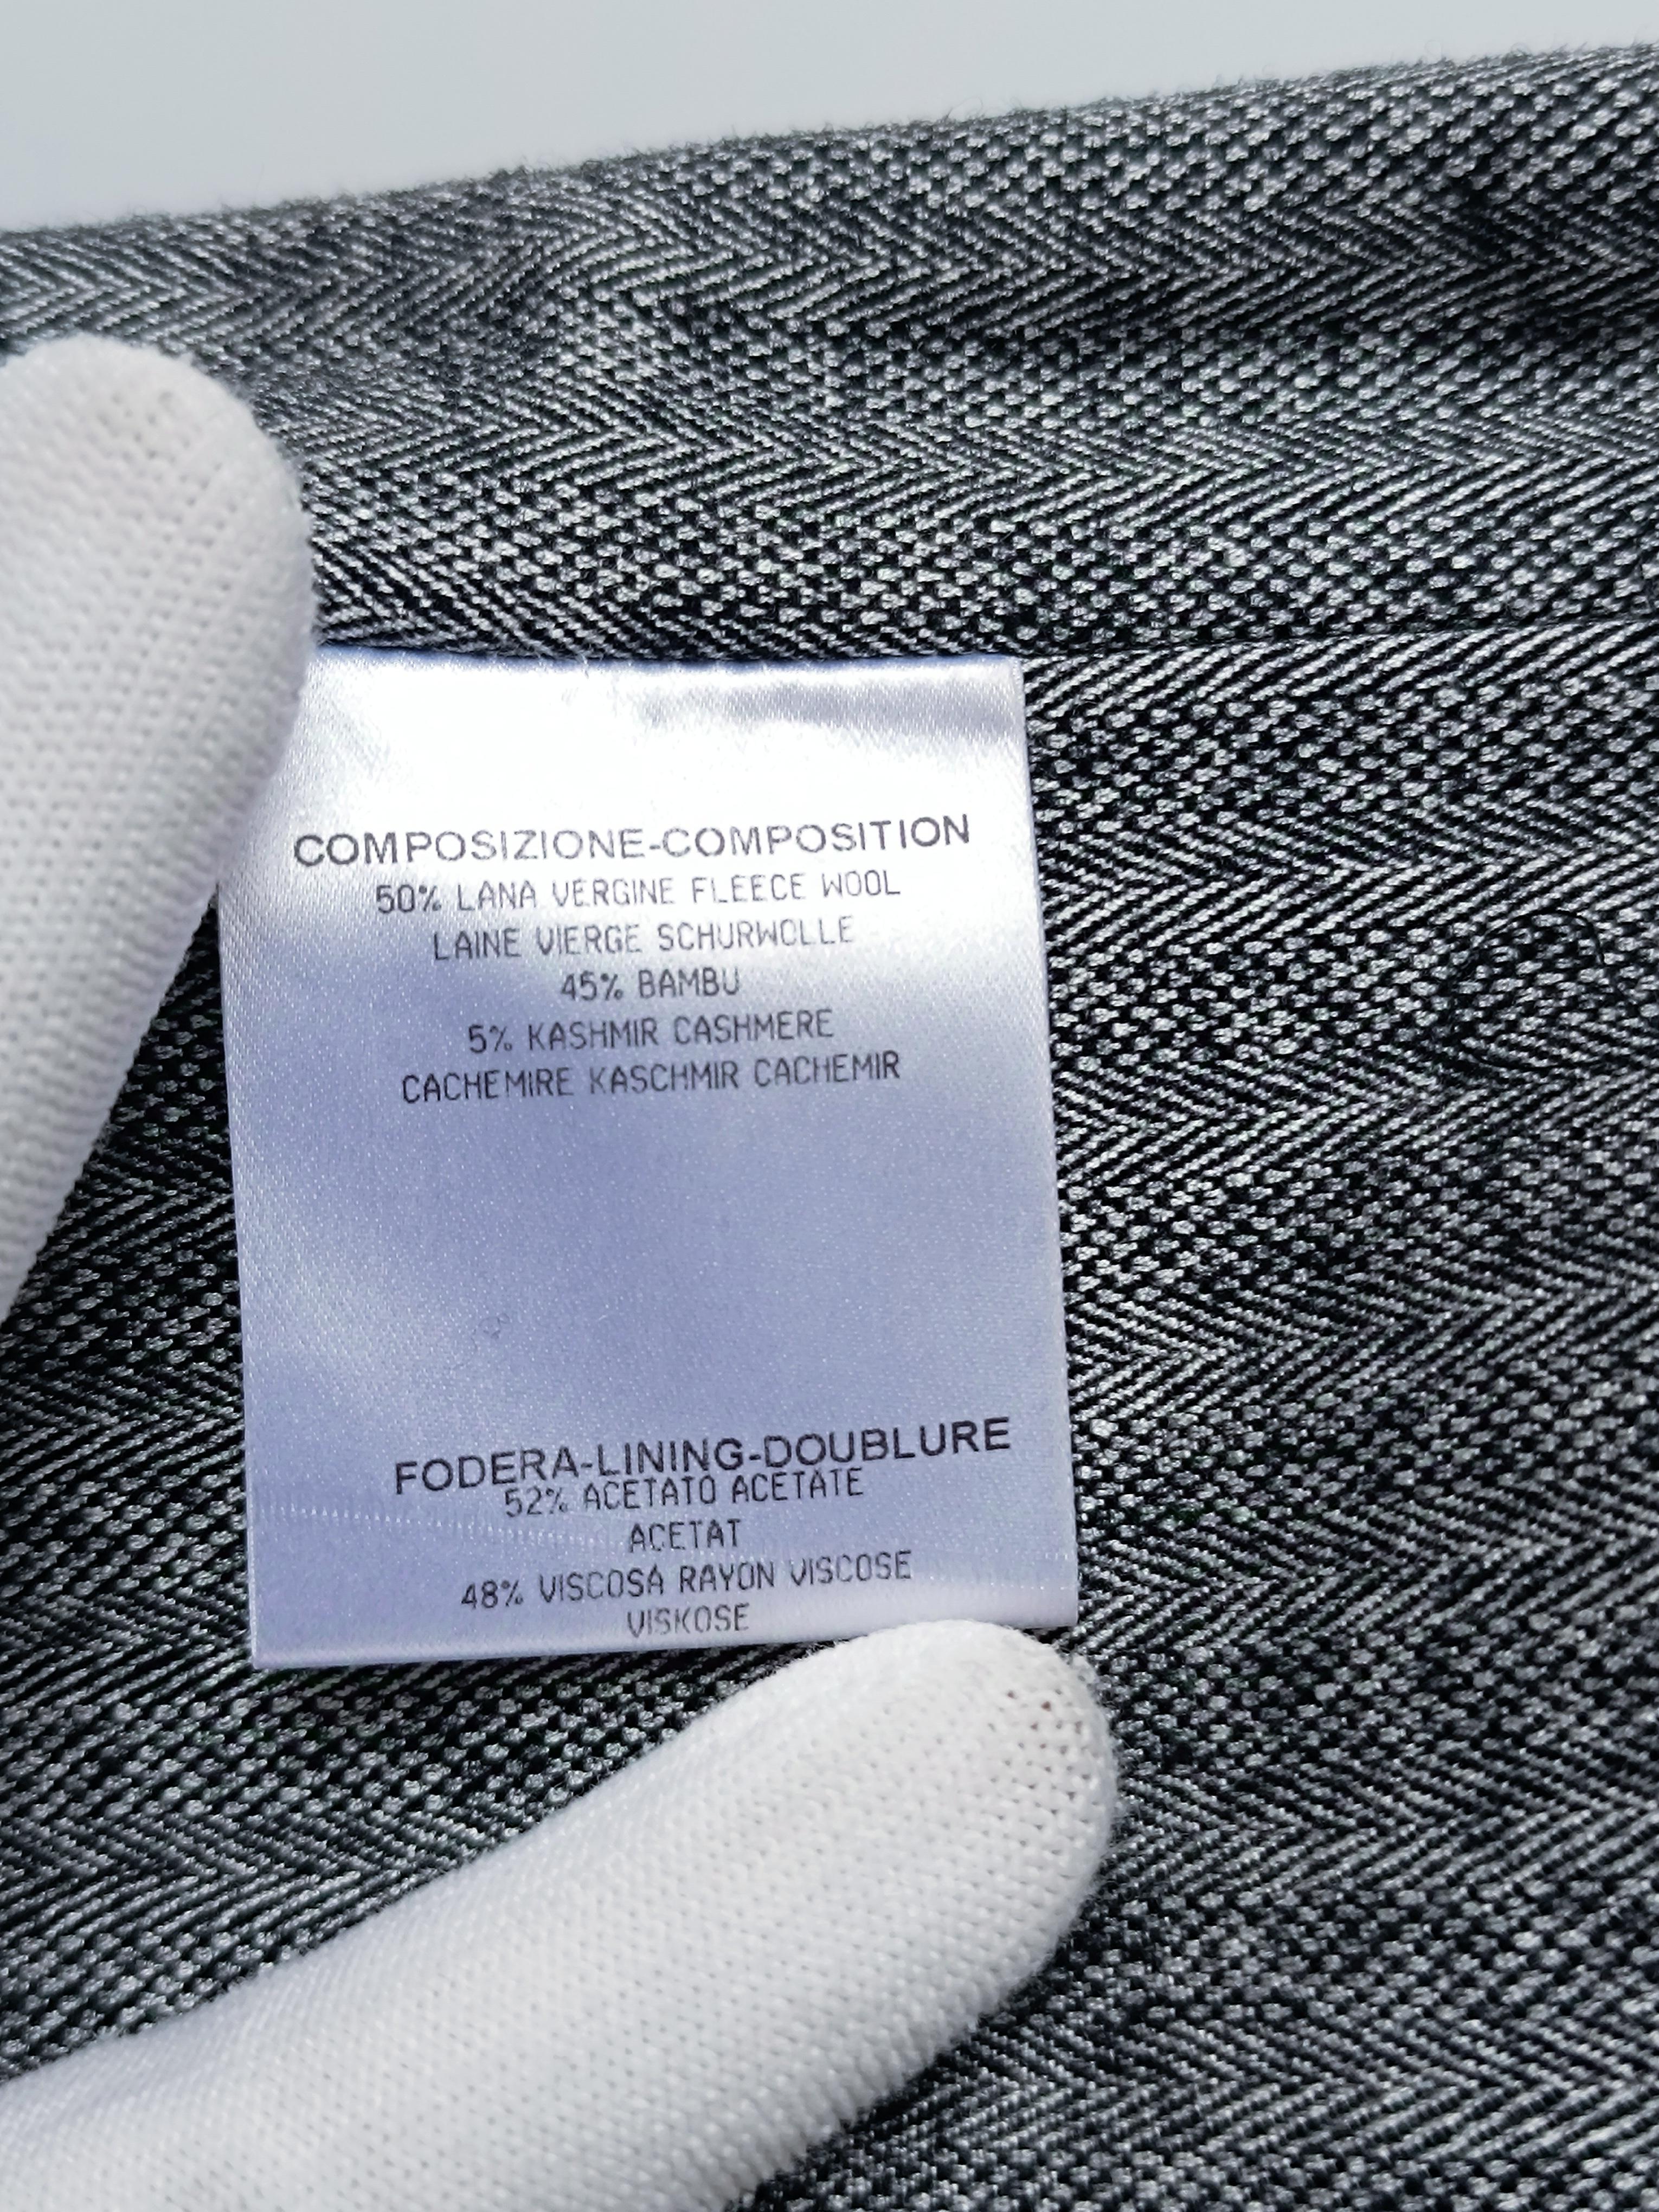 COMPOSIZIONE-COMPOSITION
50% LANA VERGINE FLEECE WOOL
LAINE VIERGE SCHURWOLLE
45% BAMBU
5% KASHMIR CASHMERE
CACHEMIRE KASCHMIR CACHEMIR
FODERA-LINING-DOUBLURE
52% ACETATO ACETATE
ACETAT
48% VISCOSA RAYON VISCOSE
VISKOSE